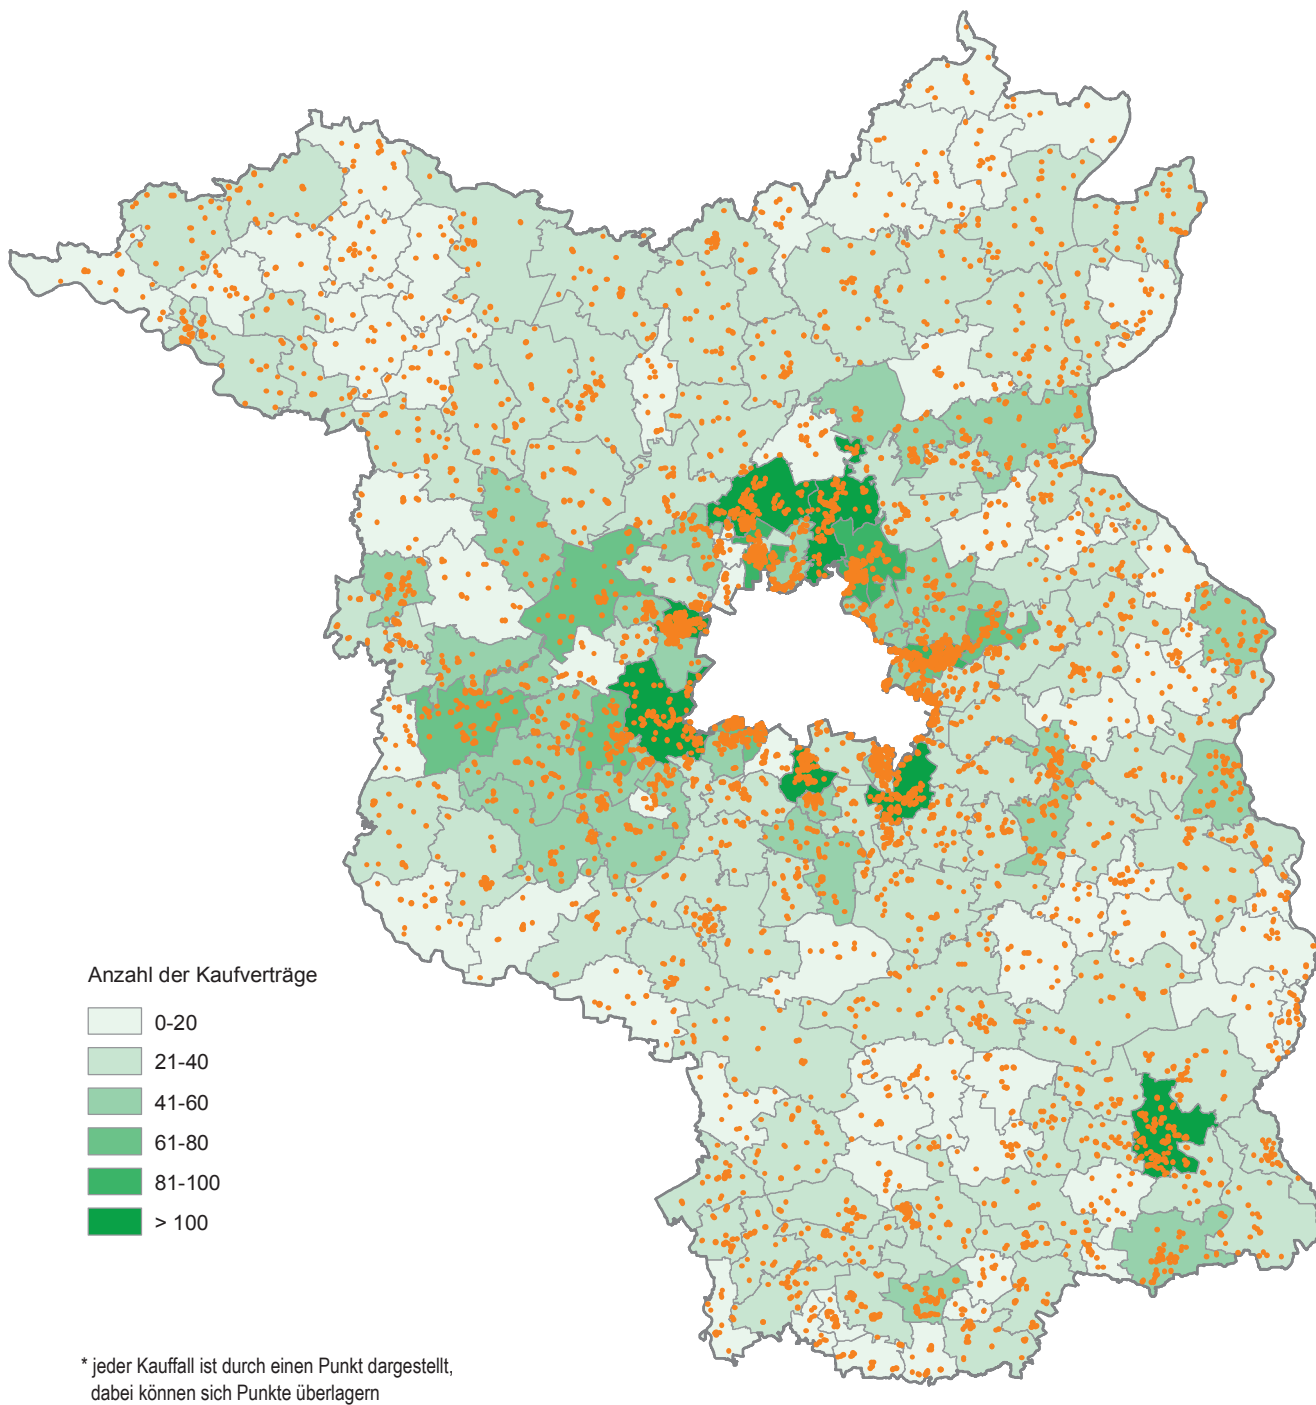 Anzahl der Kaufverträge
0-20
21-40
41-60
61-80
81-100
> 100
* jeder Kauffall ist durch einen Punkt dargestellt,
dabei können sich Punkte überlagern